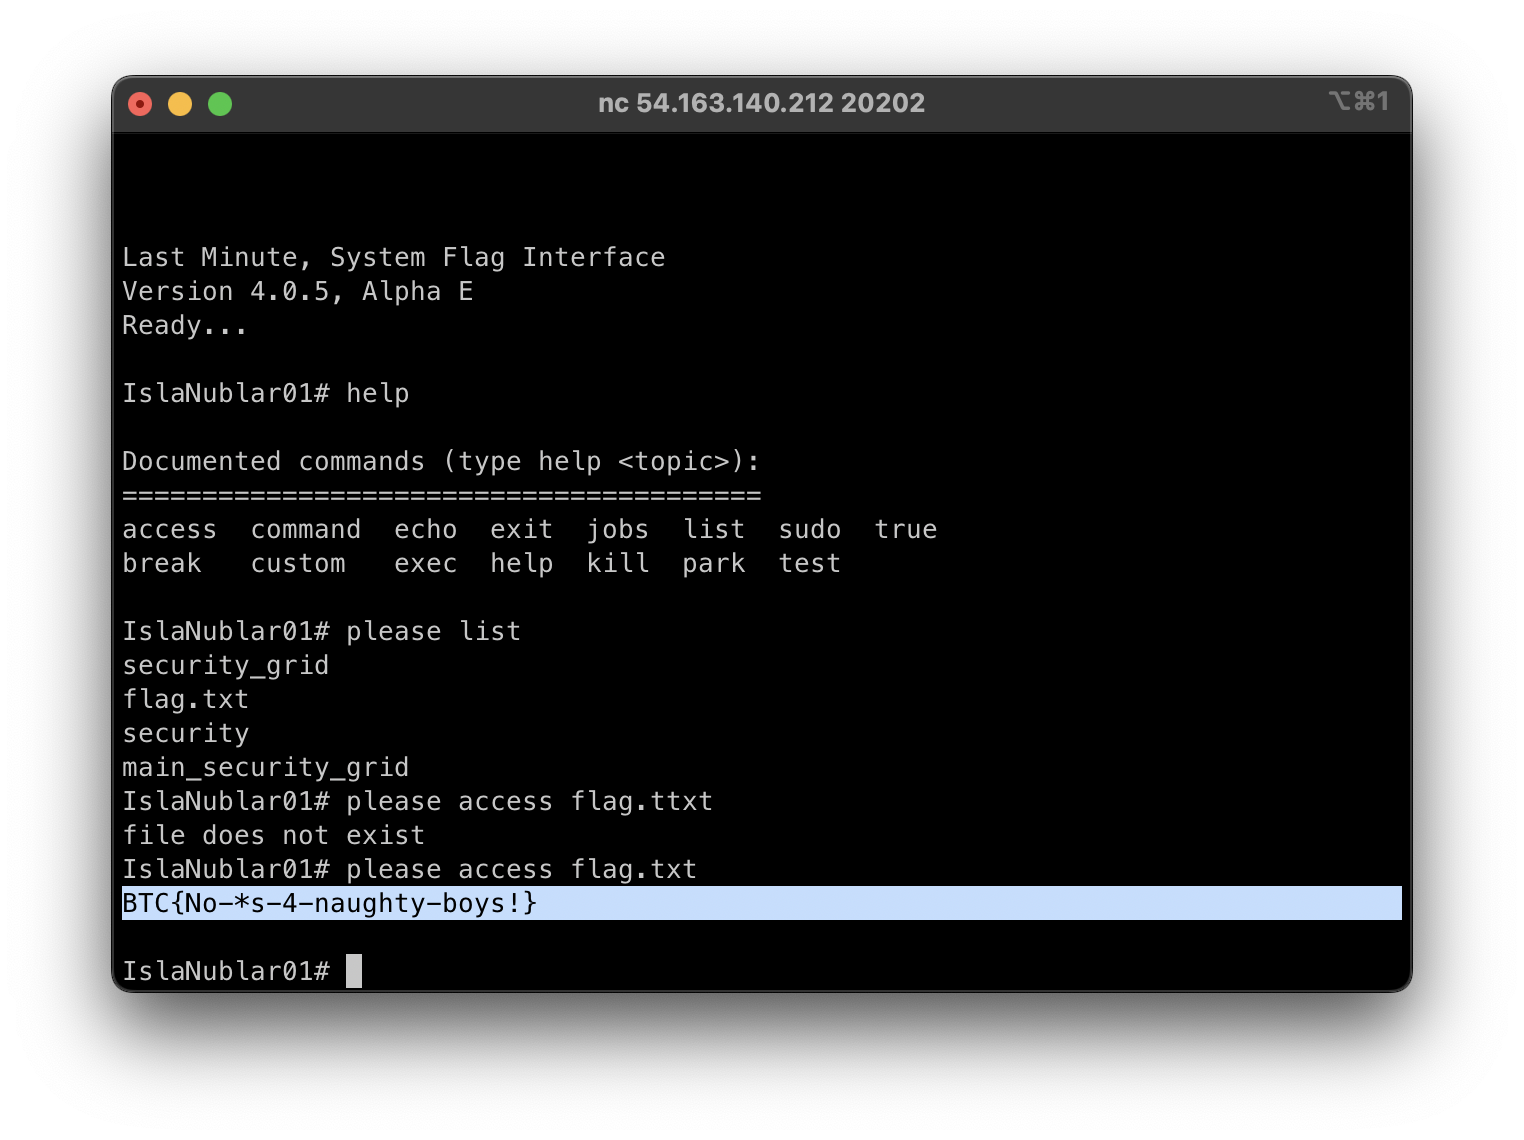 nc 54.163.140.212 20202
⌥⌘1
Last Minute, System Flag Interface
Version 4.0.5, Alpha E
Ready...
IslaNublar01# help
Documented commands (type help <topic>):
========================================
access  command  echo  exit  jobs  list  sudo  true
break   custom   exec  help  kill  park  test
IslaNublar01# please list
security_grid
flag.txt
security
main_security_grid
IslaNublar01# please access flag.ttxt
file does not exist
IslaNublar01# please access flag.txt
BTC{No-*s-4-naughty-boys!}
IslaNublar01#